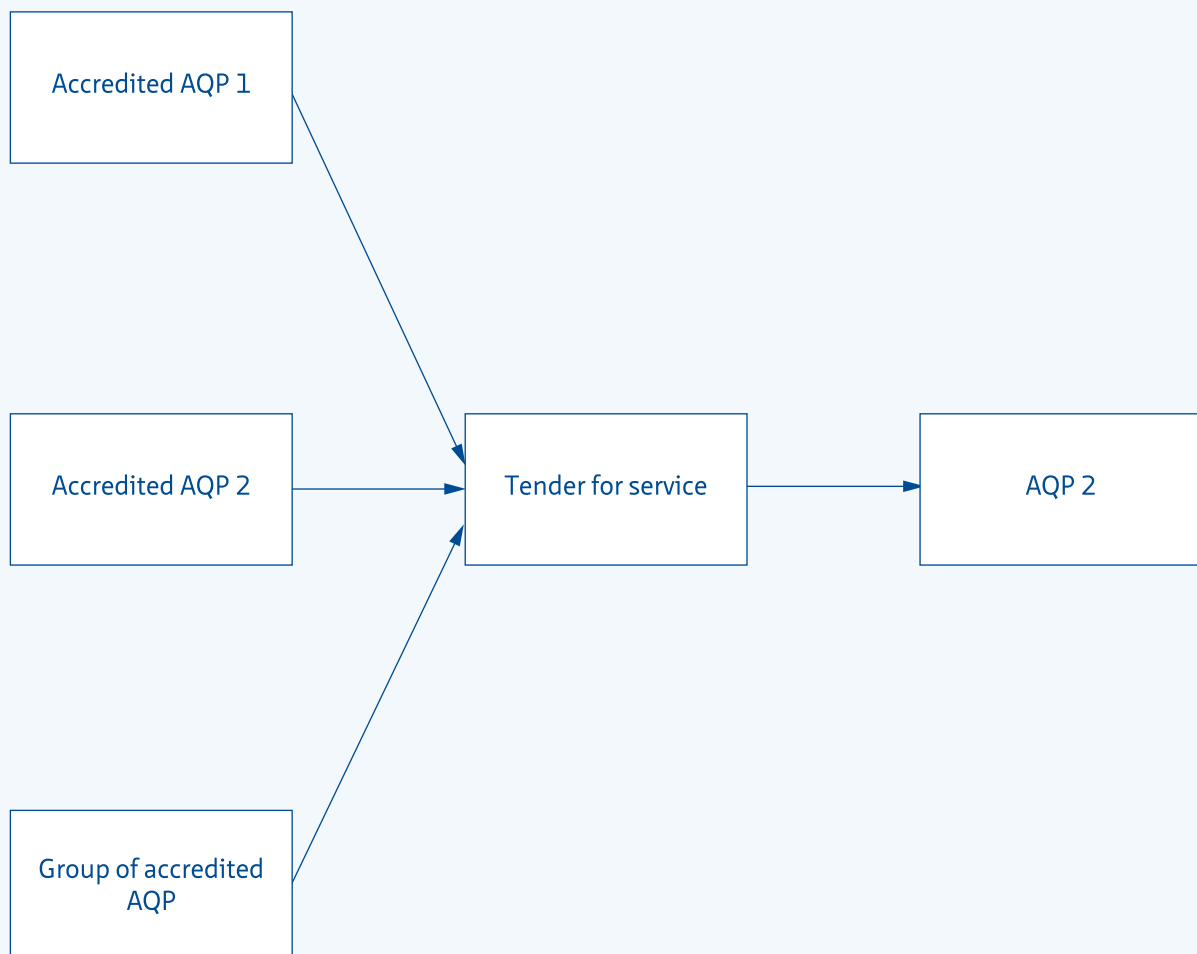 Accredited AQP 1
Accredited AQP 2
Tender for service
AQP 2
Group of accredited
AQP